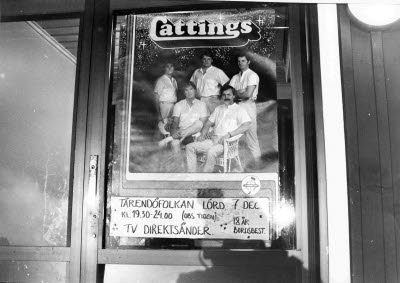 Cattings
TÄRENDÖFOLKAN LÖRD 7 DEC
KL. 19.30-24.00 (OBS TIDEN!) 18 ÅR
TV DIREKTSÄNDER.